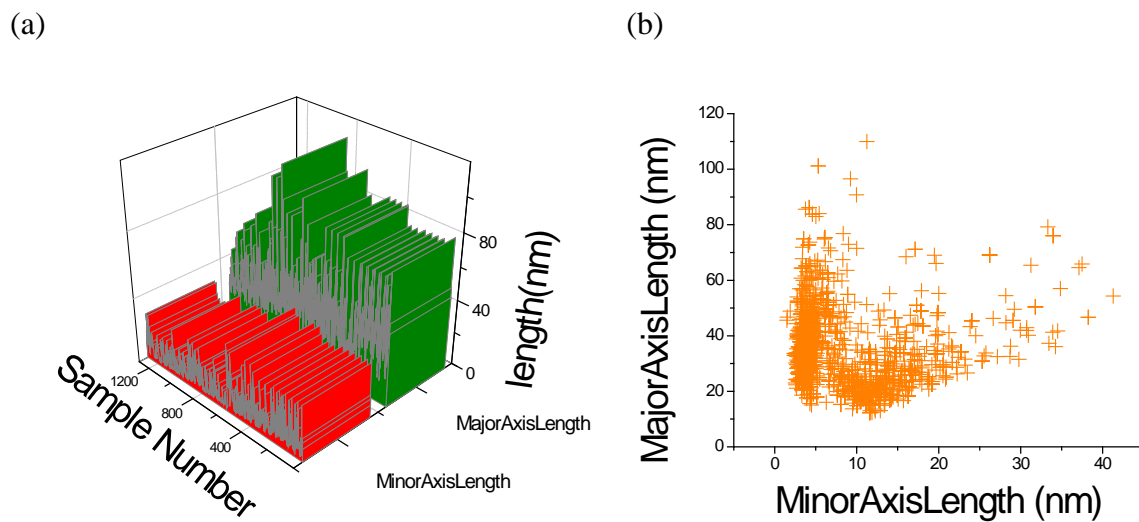 (a)
(b)
80
40
0
length(nm)
1200
800
400
Sample Number
MajorAxisLength
MinorAxisLength
120
100
80
60
40
20
0
MajorAxisLength (nm)
0
10
20
30
40
MinorAxisLength (nm)